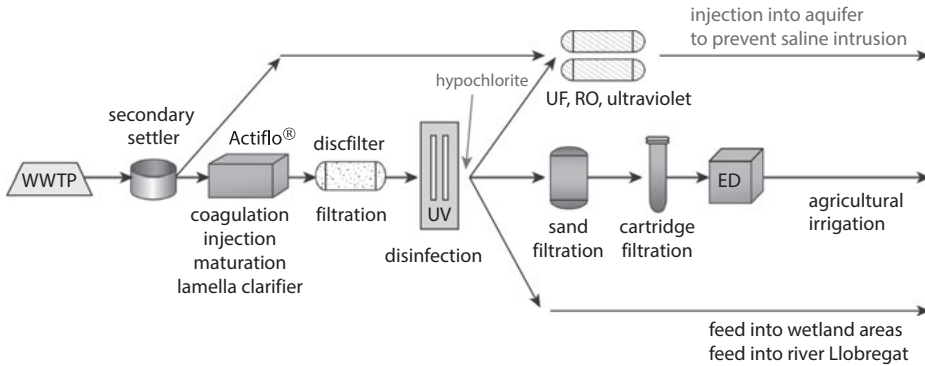 injection into aquifer
to prevent saline intrusion
hypochlorite
UF, RO, ultraviolet
secondary
settler
Actiflo®
discfilter
WWTP
UV
ED
coagulation
injection
maturation
lamella clarifier
filtration
disinfection
sand
filtration
cartridge
filtration
agricultural
irrigation
feed into wetland areas
feed into river Llobregat